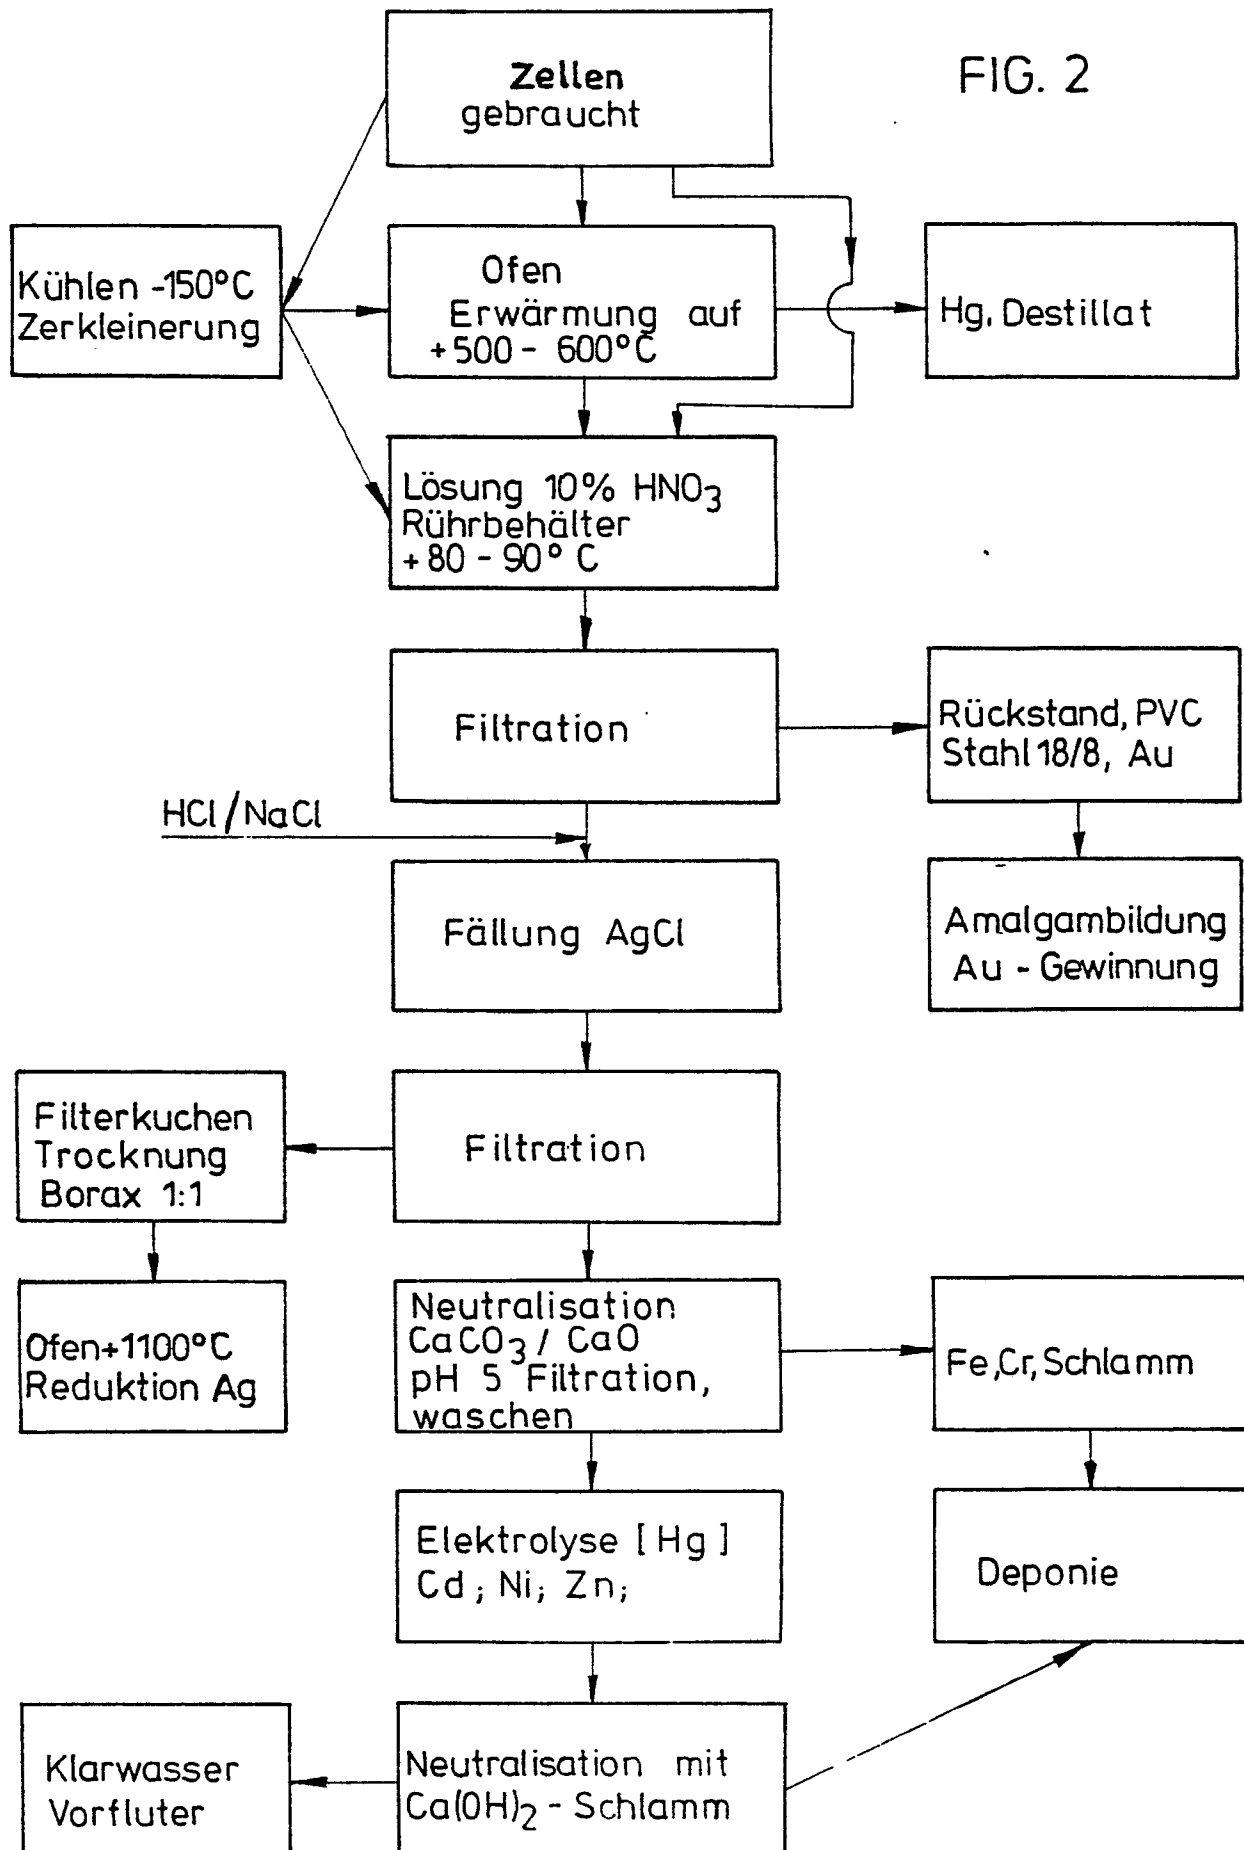 FIG. 2
Zellen
gebraucht
Kühlen -150°C
Zerkleinerung
Ofen
Erwärmung auf
+500 - 600°C
Hg, Destillat
Lösung 10% HNO₃
Rührbehälter
+80 - 90° C
Filtration
Rückstand, PVC
Stahl 18/8, Au
HCl/NaCl
Fällung AgCl
Amalgambildung
Au - Gewinnung
Filterkuchen
Trocknung
Borax 1:1
Filtration
Ofen+1100°C
Reduktion Ag
Neutralisation
CaCO₃ / CaO
pH 5 Filtration,
waschen
Fe,Cr,Schlamm
Elektrolyse [Hg]
Cd; Ni; Zn;
Deponie
Klarwasser
Vorfluter
Neutralisation mit
Ca(OH)₂ - Schlamm